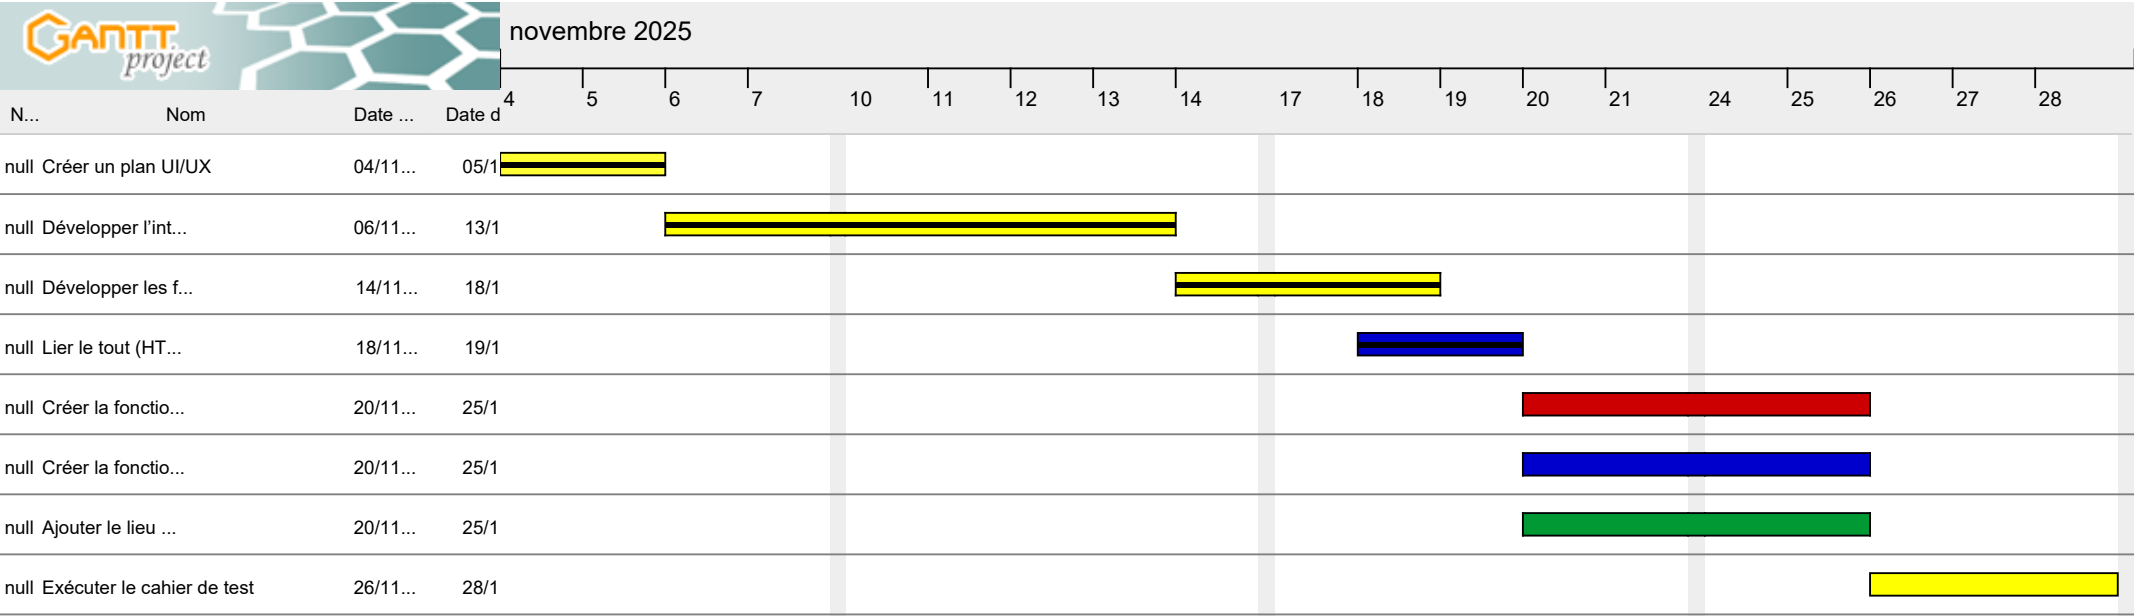 GANTT
project
novembre 2025
4 5 6 7 10 11 12 13 14 17 18 19 20 21 24 25 26 27 28
N... Nom Date ... Date d
null Créer un plan UI/UX 04/11... 05/1
null Développer l’int... 06/11... 13/1
null Développer les f... 14/11... 18/1
null Lier le tout (HT... 18/11... 19/1
null Créer la fonctio... 20/11... 25/1
null Créer la fonctio... 20/11... 25/1
null Ajouter le lieu ... 20/11... 25/1
null Exécuter le cahier de test 26/11... 28/1